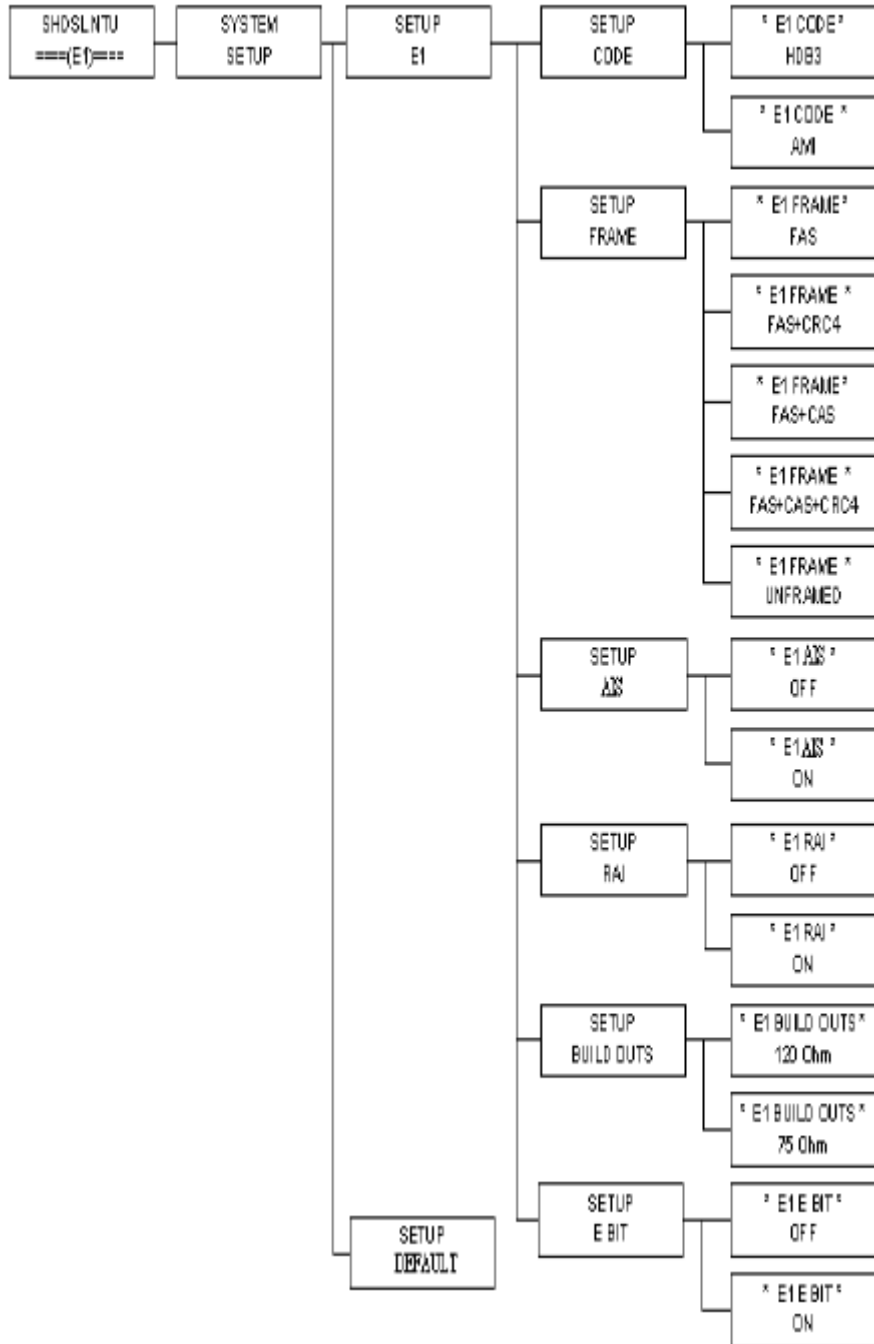 SHDSL.NTU
====(E1)====
SYSTEM
SETUP
SETUP
E1
SETUP
CODE
* E1 CODE *
HDB3
* E1 CODE *
AMI
SETUP
FRAME
* E1 FRAME *
FAS
* E1 FRAME *
FAS+CRC4
* E1 FRAME *
FAS+CAS
* E1 FRAME *
FAS+CAS+CRC4
* E1 FRAME *
UNFRAMED
SETUP
AIS
* E1 AIS *
OFF
* E1 AIS *
ON
SETUP
RAI
* E1 RAI *
OFF
* E1 RAI *
ON
SETUP
BUILD OUTS
* E1 BUILD OUTS *
120 Ohm
* E1 BUILD OUTS *
75 Ohm
SETUP
E BIT
* E1 E BIT *
OFF
* E1 E BIT *
ON
SETUP
DEFAULT